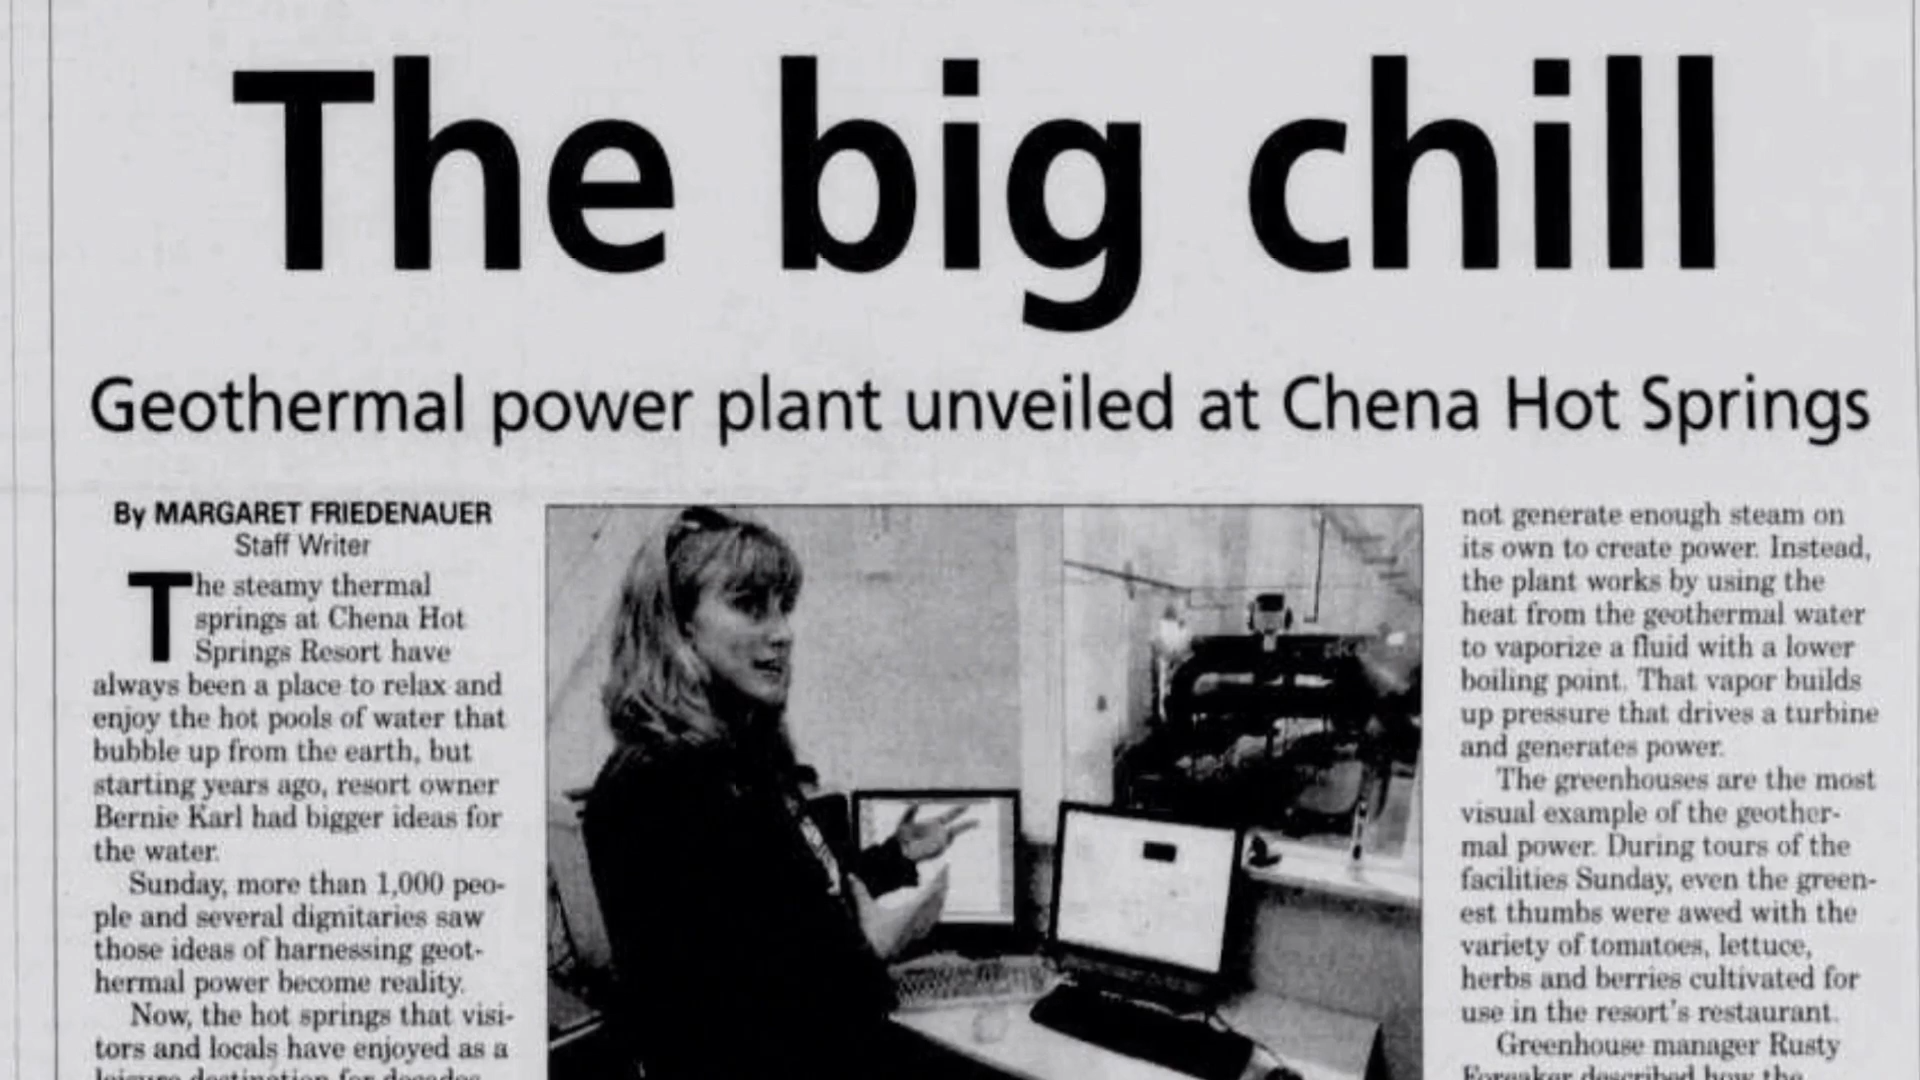 The big chill
Geothermal power plant unveiled at Chena Hot Springs
By MARGARET FRIEDENAUER
Staff Writer
The steamy thermal
springs at Chena Hot
Springs Resort have
always been a place to relax and
enjoy the hot pools of water that
bubble up from the earth, but
starting years ago, resort owner
Bernie Karl had bigger ideas for
the water.
Sunday, more than 1,000 peo-
ple and several dignitaries saw
those ideas of harnessing geot-
hermal power become reality.
Now, the hot springs that visi-
tors and locals have enjoyed as a
leisure destination for decades
not generate enough steam on
its own to create power. Instead,
the plant works by using the
heat from the geothermal water
to vaporize a fluid with a lower
boiling point. That vapor builds
up pressure that drives a turbine
and generates power.
The greenhouses are the most
visual example of the geother-
mal power. During tours of the
facilities Sunday, even the green-
est thumbs were awed with the
variety of tomatoes, lettuce,
herbs and berries cultivated for
use in the resort's restaurant.
Greenhouse manager Rusty
Foreaker described how the